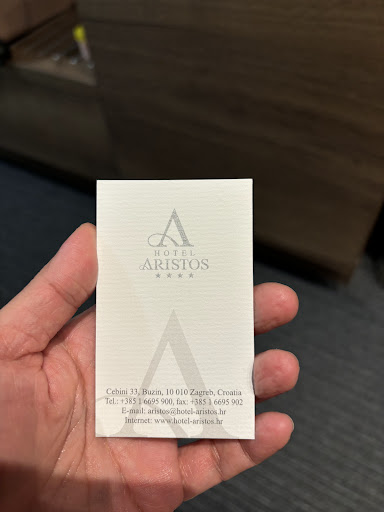 A
HOTEL
ARISTOS
★★★★
Cebini 33, Buzin, 10 010 Zagreb, Croatia
Tel.: +385 1 6695 900, fax: +385 1 6695 902
E-mail: aristos@hotel-aristos.hr
Internet: www.hotel-aristos.hr